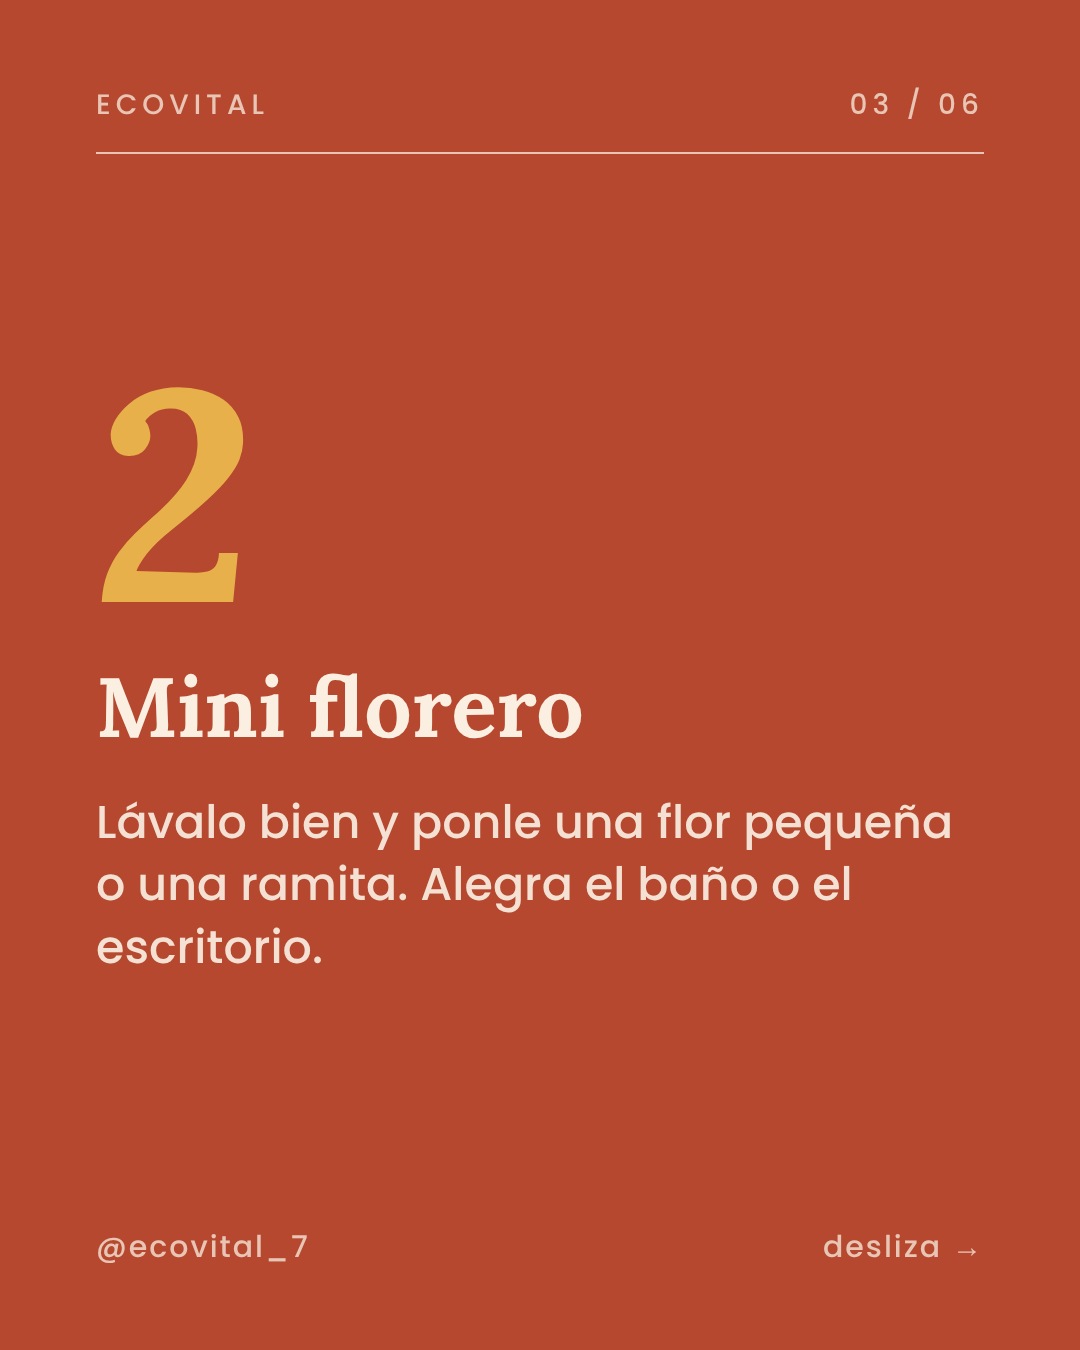 ECOVITAL
03 / 06
2
Mini florero
Lávalo bien y ponle una flor pequeña
o una ramita. Alegra el baño o el
escritorio.
@ecovital_7
desliza →